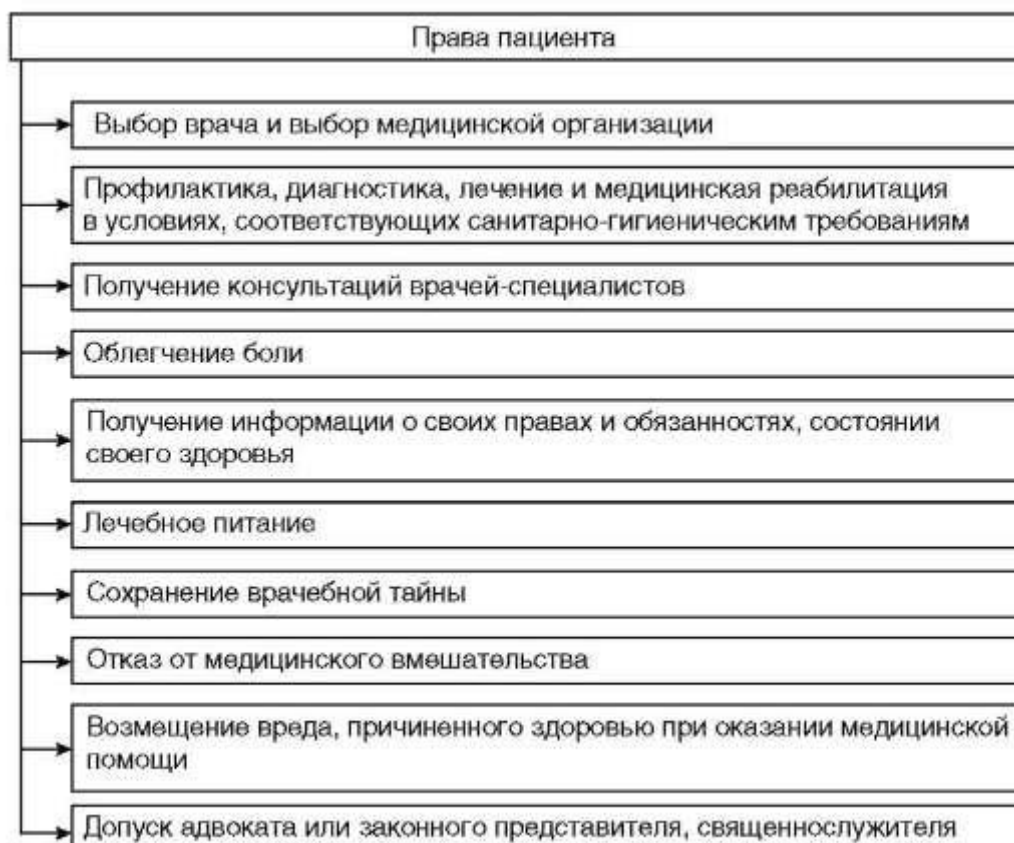 Права пациента
Выбор врача и выбор медицинской организации
Профилактика, диагностика, лечение и медицинская реабилитация
в условиях, соответствующих санитарно-гигиеническим требованиям
Получение консультаций врачей-специалистов
Облегчение боли
Получение информации о своих правах и обязанностях, состоянии
своего здоровья
Лечебное питание
Сохранение врачебной тайны
Отказ от медицинского вмешательства
Возмещение вреда, причиненного здоровью при оказании медицинской
помощи
Допуск адвоката или законного представителя, священнослужителя